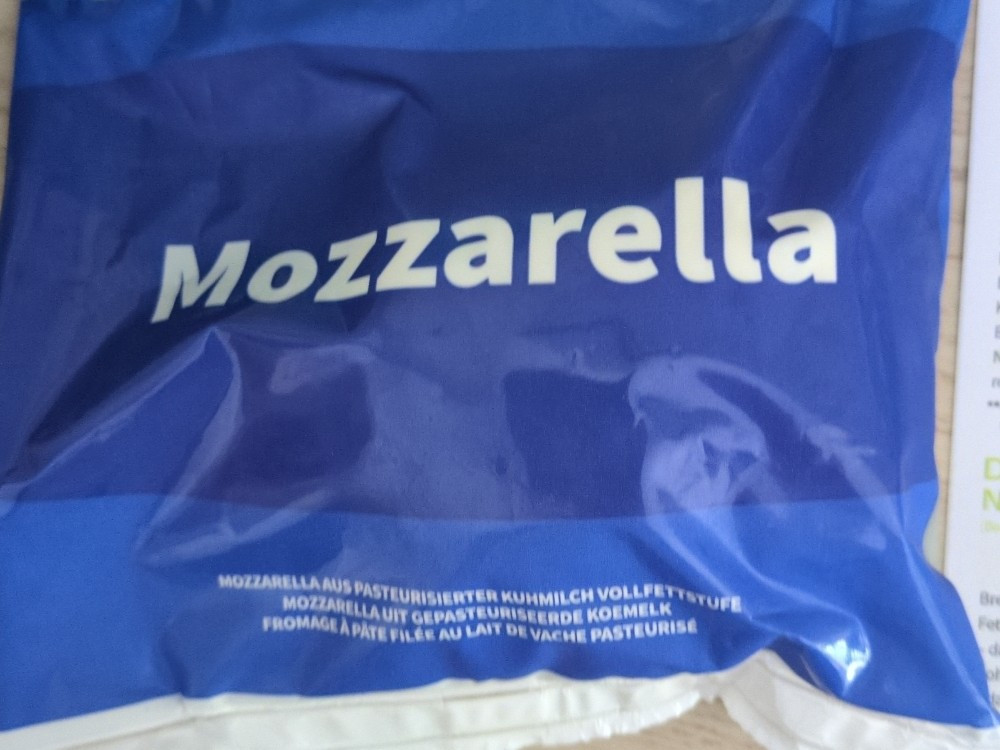 Mozzarella
MOZZARELLA AUS PASTEURISIERTER KUHMILCH VOLLFETTSTUFE
MOZZARELLA UIT GEPASTEURISEERDE KOEMELK
FROMAGE À PÂTE FILÉE AU LAIT DE VACHE PASTEURISÉ